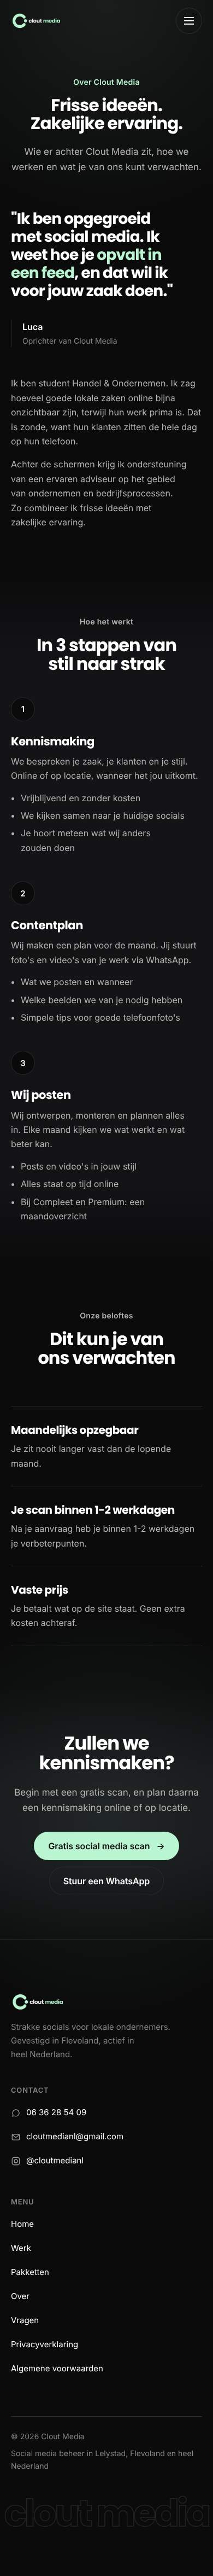 clout media
Over Clout Media
Frisse ideeën.
Zakelijke ervaring.
Wie er achter Clout Media zit, hoe we
werken en wat je van ons kunt verwachten.
"Ik ben opgegroeid
met social media. Ik
weet hoe je opvalt in
een feed, en dat wil ik
voor jouw zaak doen."
Luca
Oprichter van Clout Media
Ik ben student Handel & Ondernemen. Ik zag
hoeveel goede lokale zaken online bijna
onzichtbaar zijn, terwijl hun werk prima is. Dat
is zonde, want hun klanten zitten de hele dag
op hun telefoon.
Achter de schermen krijg ik ondersteuning
van een ervaren adviseur op het gebied
van ondernemen en bedrijfsprocessen.
Zo combineer ik frisse ideeën met
zakelijke ervaring.
Hoe het werkt
In 3 stappen van
stil naar strak
1
Kennismaking
We bespreken je zaak, je klanten en je stijl.
Online of op locatie, wanneer het jou uitkomt.
• Vrijblijvend en zonder kosten
• We kijken samen naar je huidige socials
• Je hoort meteen wat wij anders
zouden doen
2
Contentplan
Wij maken een plan voor de maand. Jij stuurt
foto's en video's van je werk via WhatsApp.
• Wat we posten en wanneer
• Welke beelden we van je nodig hebben
• Simpele tips voor goede telefoonfoto's
3
Wij posten
Wij ontwerpen, monteren en plannen alles
in. Elke maand kijken we wat werkt en wat
beter kan.
• Posts en video's in jouw stijl
• Alles staat op tijd online
• Bij Compleet en Premium: een
maandoverzicht
Onze beloftes
Dit kun je van
ons verwachten
Maandelijks opzegbaar
Je zit nooit langer vast dan de lopende
maand.
Je scan binnen 1-2 werkdagen
Na je aanvraag heb je binnen 1-2 werkdagen
je verbeterpunten.
Vaste prijs
Je betaalt wat op de site staat. Geen extra
kosten achteraf.
Zullen we
kennismaken?
Begin met een gratis scan, en plan daarna
een kennismaking online of op locatie.
Gratis social media scan →
Stuur een WhatsApp
clout media
Strakke socials voor lokale ondernemers.
Gevestigd in Flevoland, actief in
heel Nederland.
CONTACT
06 36 28 54 09
cloutmedianl@gmail.com
@cloutmedianl
MENU
Home
Werk
Pakketten
Over
Vragen
Privacyverklaring
Algemene voorwaarden
© 2026 Clout Media
Social media beheer in Lelystad, Flevoland en heel
Nederland
clout media